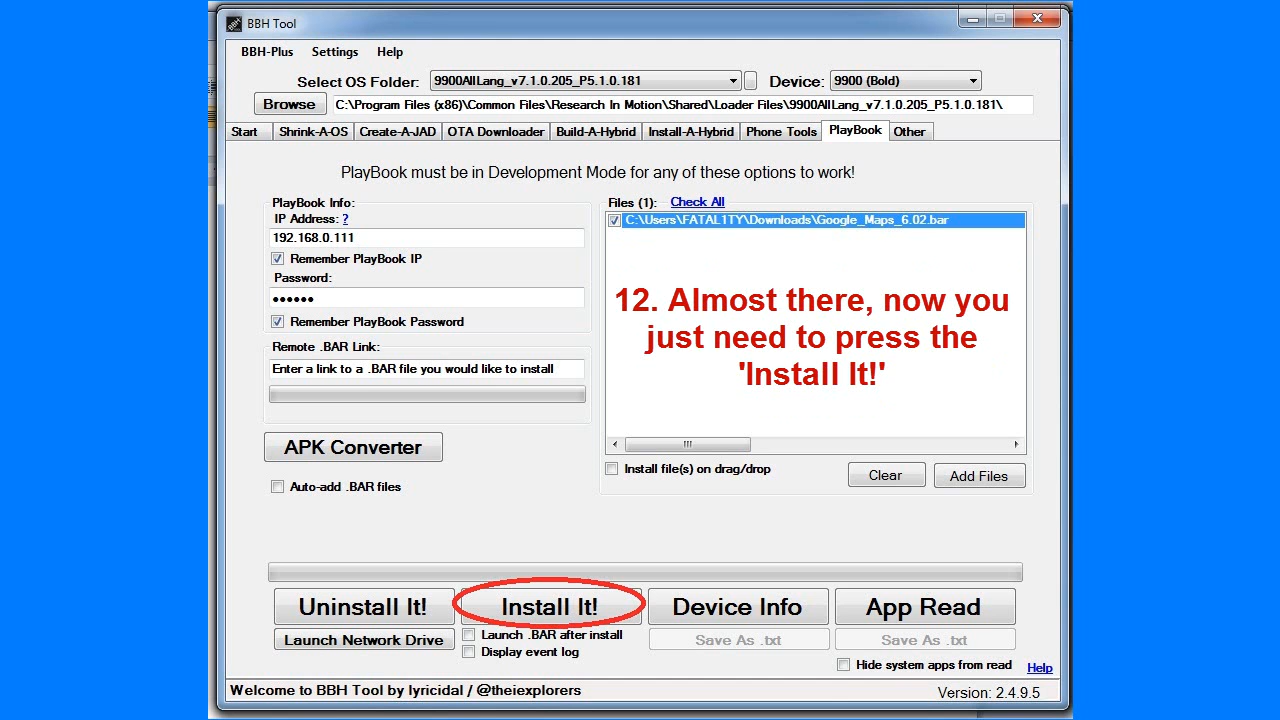 BBH Tool
BBH-Plus Settings Help
Select OS Folder: 9900AllLang_v7.1.0.205_P5.1.0.181 Device: 9900 (Bold)
Browse C:\Program Files (x86)\Common Files\Research In Motion\Shared\Loader Files\9900AllLang_v7.1.0.205_P5.1.0.181\
Start Shrink-A-OS Create-A-JAD OTA Downloader Build-A-Hybrid Install-A-Hybrid Phone Tools PlayBook Other
PlayBook must be in Development Mode for any of these options to work!
PlayBook Info:
IP Address: ?
192.168.0.111
Remember PlayBook IP
Password:
••••••
Remember PlayBook Password
Remote .BAR Link:
Enter a link to a .BAR file you would like to install
APK Converter
Auto-add .BAR files
Files (1): Check All
C:\Users\FATAL1TY\Downloads\Google_Maps_6.02.bar
12. Almost there, now you
just need to press the
'Install It!'
Install file(s) on drag/drop
Clear Add Files
Uninstall It! Install It! Device Info App Read
Launch Network Drive Launch .BAR after install Save As .txt Save As .txt
Display event log
Hide system apps from read Help
Welcome to BBH Tool by lyricidal / @theiexplorers Version: 2.4.9.5